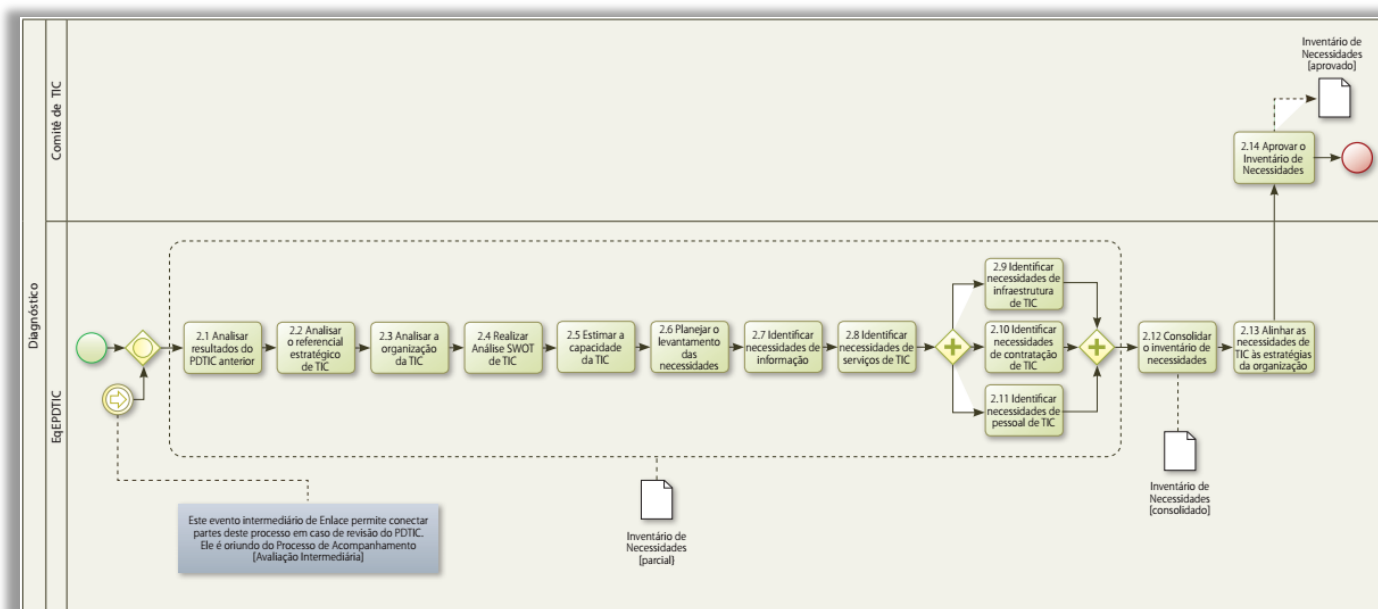 Diagnóstico
Comitê de TIC
EqEPDTIC
Inventário de
Necessidades
[aprovado]
2.14 Aprovar o
Inventário de
Necessidades
2.1 Analisar
resultados do
PDTIC anterior
2.2 Analisar
o referencial
estratégico
de TIC
2.3 Analisar a
organização
da TIC
2.4 Realizar
Análise SWOT
de TIC
2.5 Estimar a
capacidade
da TIC
2.6 Planejar o
levantamento
das
necessidades
2.7 Identificar
necessidades
de informação
2.8 Identificar
necessidades de
serviços de TIC
2.9 Identificar
necessidades de
infraestrutura
de TIC
2.10 Identificar
necessidades
de contratação
de TIC
2.11 Identificar
necessidades de
pessoal de TIC
2.12 Consolidar
o inventário de
necessidades
2.13 Alinhar as
necessidades de
TIC às estratégias
da organização
Este evento intermediário de Enlace permite conectar
partes deste processo em caso de revisão do PDTIC.
Ele é oriundo do Processo de Acompanhamento
[Avaliação Intermediária]
Inventário de
Necessidades
[parcial}
Inventário de
Necessidades
[consolidado]